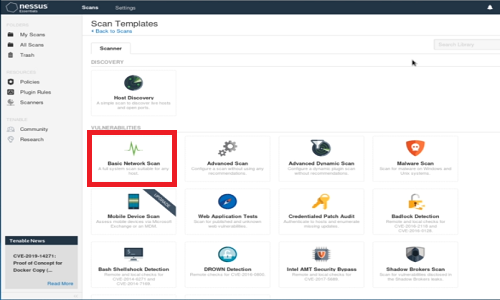 nessus
Essentials
Scans
Settings
FOLDERS
My Scans
All Scans
Trash
RESOURCES
Policies
Plugin Rules
Scanners
TENABLE
Community
Research
Tenable News
CVE-2019-14271:
Proof of Concept for
Docker Copy (...
Read More
Scan Templates
Back to Scans
Scanner
Search Library
DISCOVERY
Host Discovery
A simple scan to discover live hosts
and open ports.
VULNERABILITIES
Basic Network Scan
A full system scan suitable for any
host.
Advanced Scan
Configure a scan without using any
recommendations.
Advanced Dynamic Scan
Configure a dynamic plugin scan
without recommendations.
Malware Scan
Scan for malware on Windows and
Unix systems.
Mobile Device Scan
Assess mobile devices via Microsoft
Exchange or an MDM.
UPGRADE
Web Application Tests
Scan for published and unknown
web vulnerabilities.
Credentialed Patch Audit
Authenticate to hosts and enumerate
missing updates.
Badlock Detection
Remote and local checks for
CVE-2016-2118 and
CVE-2016-0128.
Bash Shellshock Detection
Remote and local checks for
CVE-2014-6271 and
CVE-2014-7169.
DROWN Detection
Remote checks for CVE-2016-0800.
Intel AMT Security Bypass
Remote and local checks for
CVE-2017-5689.
Shadow Brokers Scan
Scan for vulnerabilities disclosed in
the Shadow Brokers leaks.